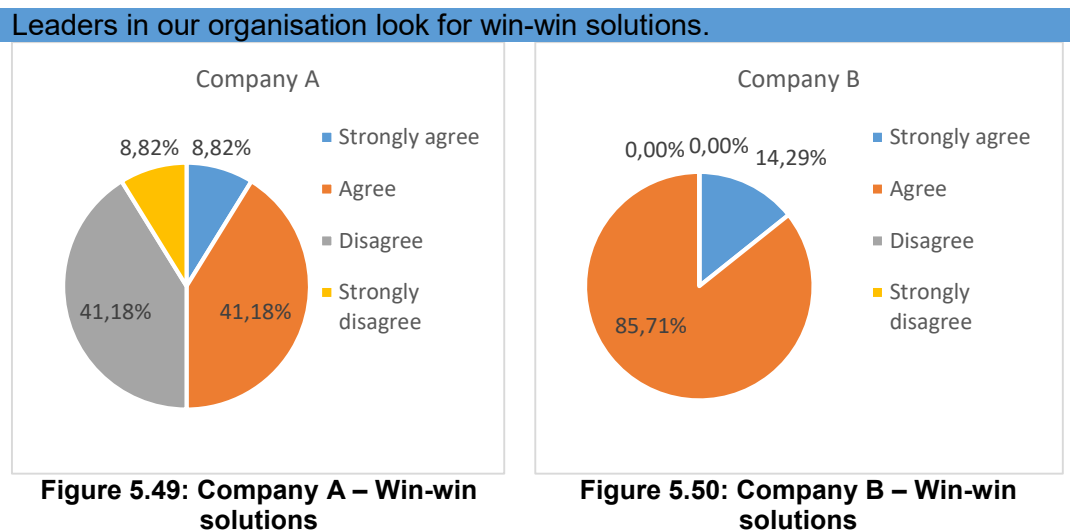 Leaders in our organisation look for win-win solutions.
Company A
8,82%
8,82%
41,18%
41,18%
Strongly agree
Agree
Disagree
Strongly
disagree
Figure 5.49: Company A – Win-win
solutions
Company B
0,00%
0,00%
14,29%
85,71%
Strongly agree
Agree
Disagree
Strongly
disagree
Figure 5.50: Company B – Win-win
solutions